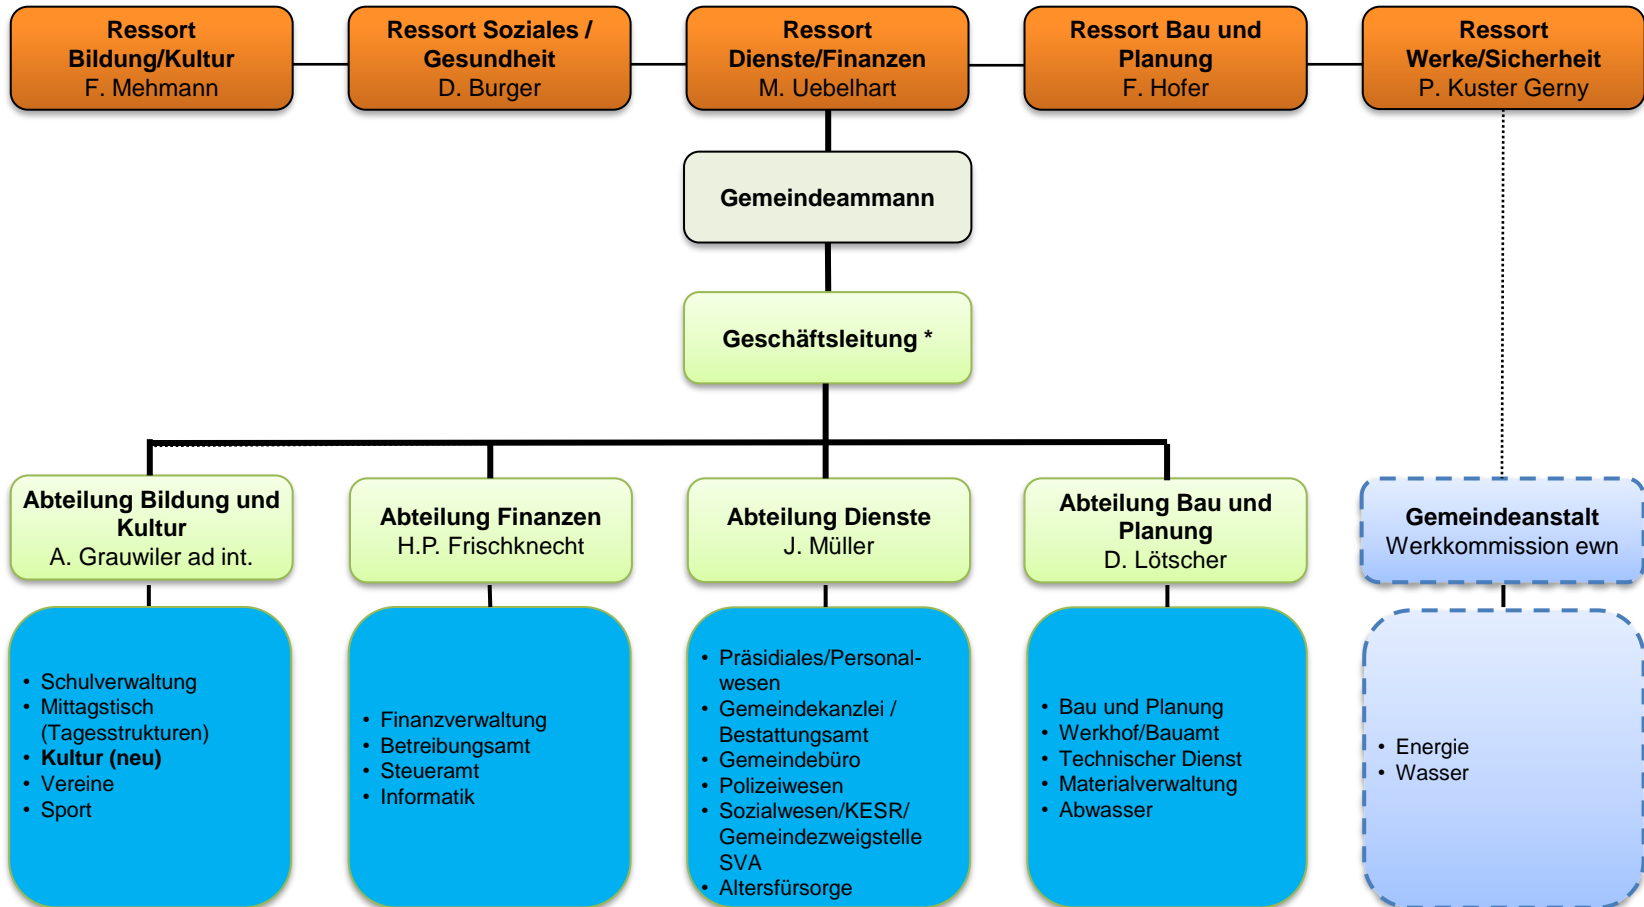 Ressort
Bildung/Kultur
F. Mehmann
Ressort Soziales /
Gesundheit
D. Burger
Ressort
Dienste/Finanzen
M. Uebelhart
Ressort Bau und
Planung
F. Hofer
Ressort
Werke/Sicherheit
P. Kuster Gerny
Gemeindeammann
Geschäftsleitung *
Abteilung Bildung und
Kultur
A. Grauwiler ad int.
Abteilung Finanzen
H.P. Frischknecht
Abteilung Dienste
J. Müller
Abteilung Bau und
Planung
D. Lötscher
Gemeindeanstalt
Werkkommission ewn
• Schulverwaltung
• Mittagstisch
(Tagesstrukturen)
• Kultur (neu)
• Vereine
• Sport
• Finanzverwaltung
• Betreibungsamt
• Steueramt
• Informatik
• Präsidiales/Personal-
wesen
• Gemeindekanzlei /
Bestattungsamt
• Gemeindebüro
• Polizeiwesen
• Sozialwesen/KESR/
Gemeindezweigstelle
SVA
• Altersfürsorge
• Bau und Planung
• Werkhof/Bauamt
• Technischer Dienst
• Materialverwaltung
• Abwasser
• Energie
• Wasser